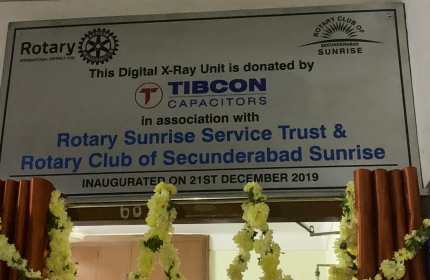 Rotary
ROTARY CLUB OF
SECUNDERABAD
SUNRISE
This Digital X-Ray Unit is donated by
T TIBCON
CAPACITORS
in association with
Rotary Sunrise Service Trust &
Rotary Club of Secunderabad Sunrise
INAUGURATED ON 21ST DECEMBER 2019